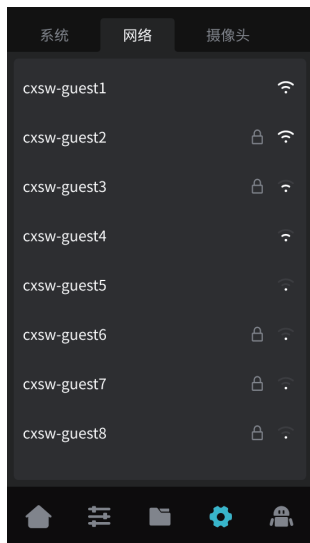 系统 网络 摄像头
cxsw-guest1
cxsw-guest2
cxsw-guest3
cxsw-guest4
cxsw-guest5
cxsw-guest6
cxsw-guest7
cxsw-guest8